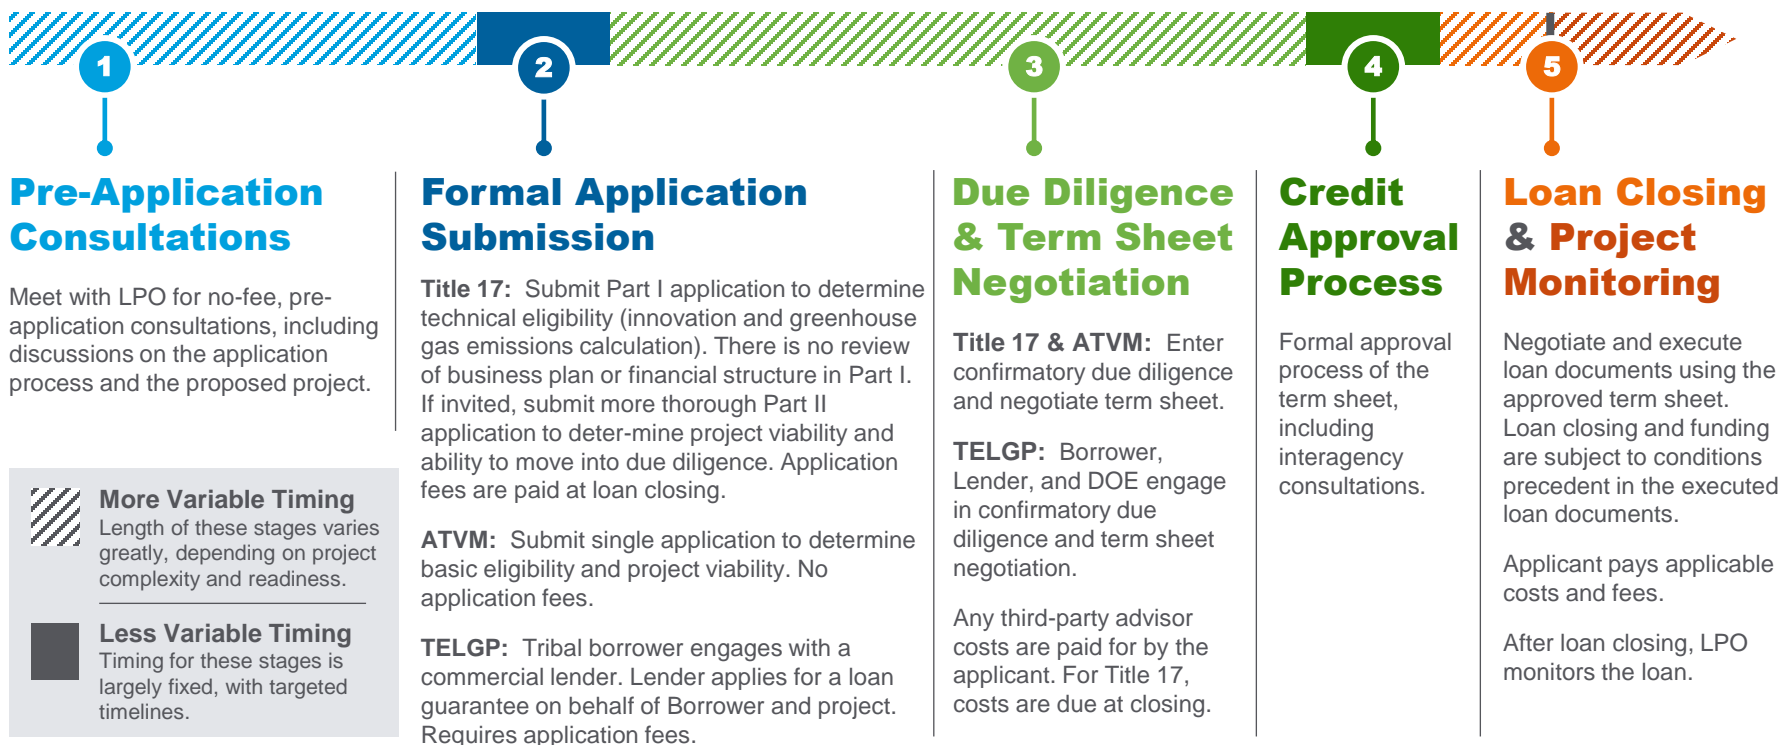 1
2
3
4
5
Pre-Application
Consultations
Meet with LPO for no-fee, pre-
application consultations, including
discussions on the application
process and the proposed project.
More Variable Timing
Length of these stages varies
greatly, depending on project
complexity and readiness.
Less Variable Timing
Timing for these stages is
largely fixed, with targeted
timelines.
Formal Application
Submission
Title 17: Submit Part I application to determine
technical eligibility (innovation and greenhouse
gas emissions calculation). There is no review
of business plan or financial structure in Part I.
If invited, submit more thorough Part II
application to deter-mine project viability and
ability to move into due diligence. Application
fees are paid at loan closing.
ATVM: Submit single application to determine
basic eligibility and project viability. No
application fees.
TELGP: Tribal borrower engages with a
commercial lender. Lender applies for a loan
guarantee on behalf of Borrower and project.
Requires application fees.
Due Diligence
& Term Sheet
Negotiation
Title 17 & ATVM: Enter
confirmatory due diligence
and negotiate term sheet.
TELGP: Borrower,
Lender, and DOE engage
in confirmatory due
diligence and term sheet
negotiation.
Any third-party advisor
costs are paid for by the
applicant. For Title 17,
costs are due at closing.
Credit
Approval
Process
Formal approval
process of the
term sheet,
including
interagency
consultations.
Loan Closing
& Project
Monitoring
Negotiate and execute
loan documents using the
approved term sheet.
Loan closing and funding
are subject to conditions
precedent in the executed
loan documents.
Applicant pays applicable
costs and fees.
After loan closing, LPO
monitors the loan.